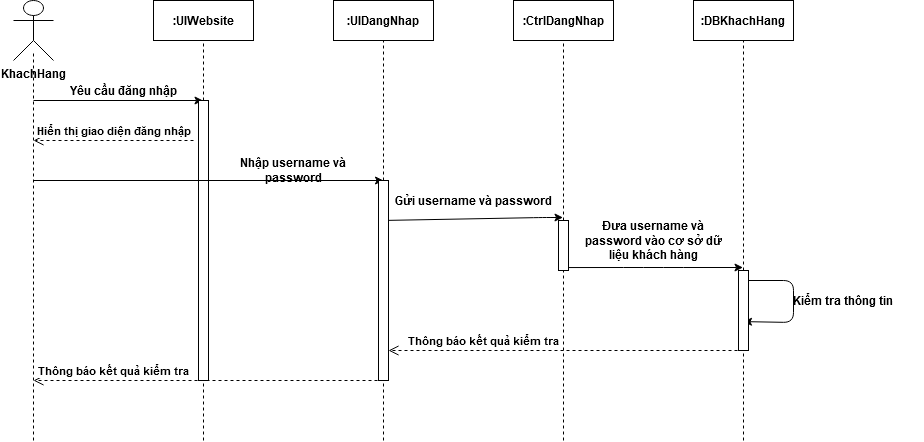 :UIWebsite
:UIDangNhap
:CtrlDangNhap
:DBKhachHang
KhachHang
Yêu cầu đăng nhập
Hiển thị giao diện đăng nhập
Nhập username và
password
Gửi username và password
Đưa username và
password vào cơ sở dữ
liệu khách hàng
Kiểm tra thông tin
Thông báo kết quả kiểm tra
Thông báo kết quả kiểm tra